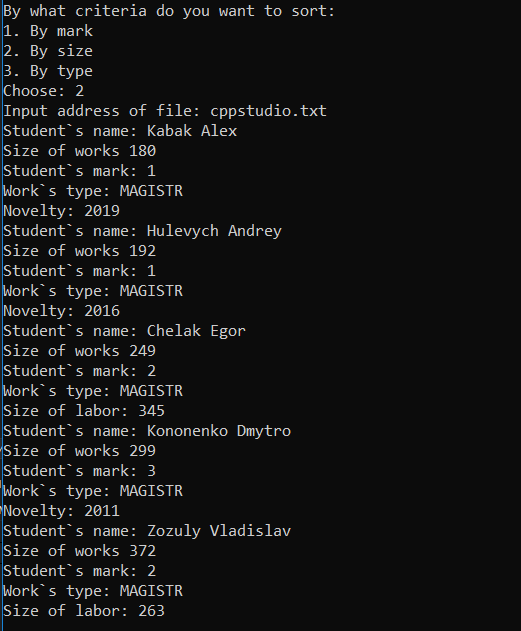 By what criteria do you want to sort:
1. By mark
2. By size
3. By type
Choose: 2
Input address of file: cppstudio.txt
Student`s name: Kabak Alex
Size of works 180
Student`s mark: 1
Work`s type: MAGISTR
Novelty: 2019
Student`s name: Hulevych Andrey
Size of works 192
Student`s mark: 1
Work`s type: MAGISTR
Novelty: 2016
Student`s name: Chelak Egor
Size of works 249
Student`s mark: 2
Work`s type: MAGISTR
Size of labor: 345
Student`s name: Kononenko Dmytro
Size of works 299
Student`s mark: 3
Work`s type: MAGISTR
Novelty: 2011
Student`s name: Zozuly Vladislav
Size of works 372
Student`s mark: 2
Work`s type: MAGISTR
Size of labor: 263